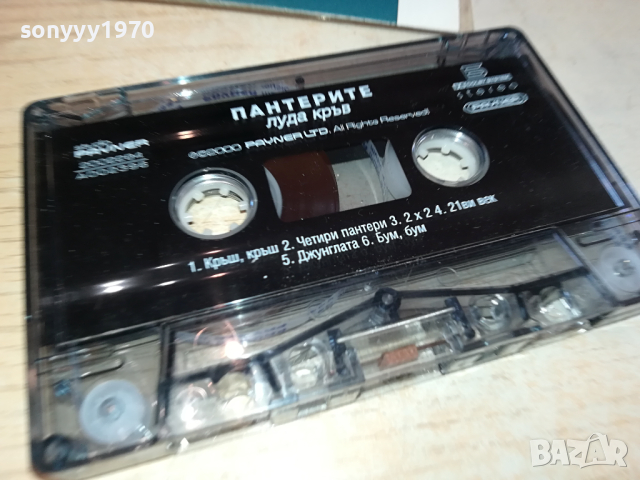 sonyyy1970
ПАНТЕРИТЕ
луда кръв
PAYNER
©2000 PAYNER LTD. All Rights Reserved!
1. Кръш, кръш 2. Четири пантери 3. 2 x 2 4. 21ви век
5. Джунглата 6. Бум, бум
BAZAR